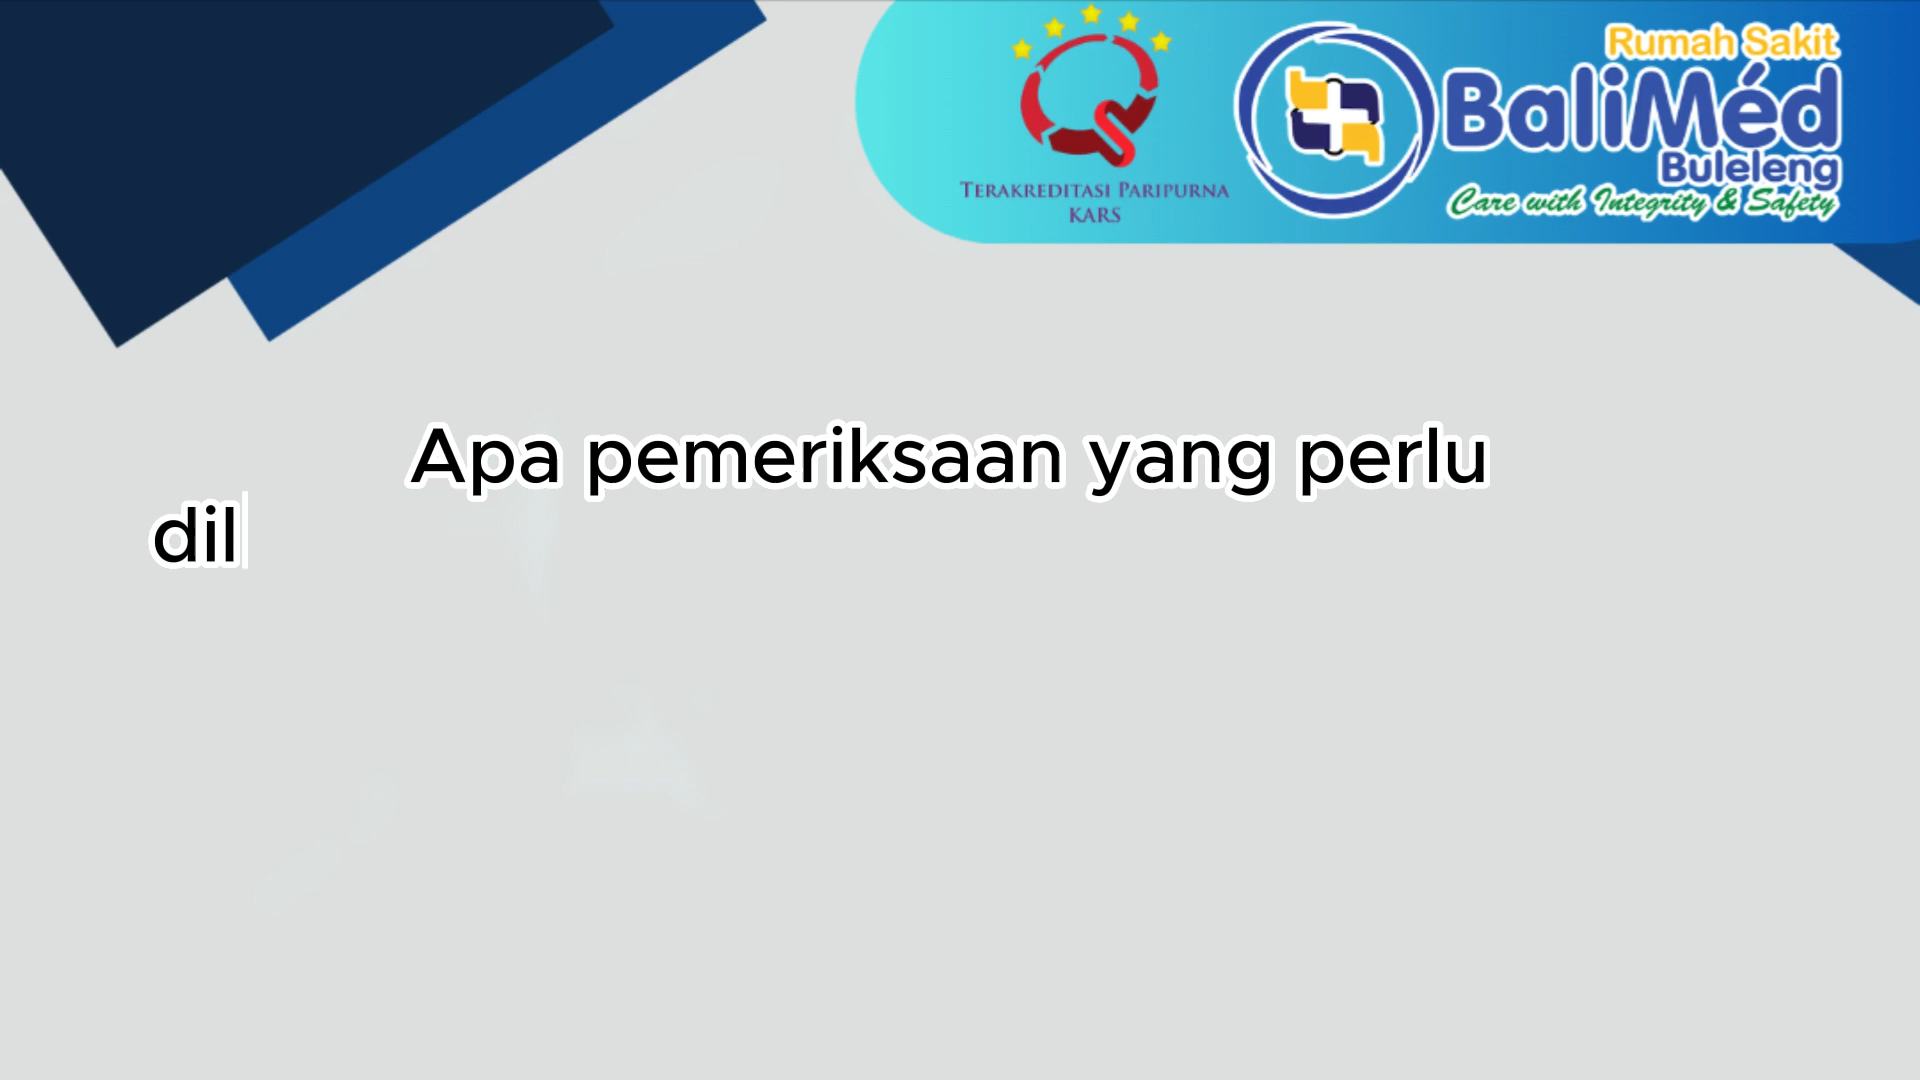 TERAKREDITASI PARIPURNA
KARS
Rumah Sakit
BaliMéd
Buleleng
Care with Integrity & Safety
Apa pemeriksaan yang perlu
dil